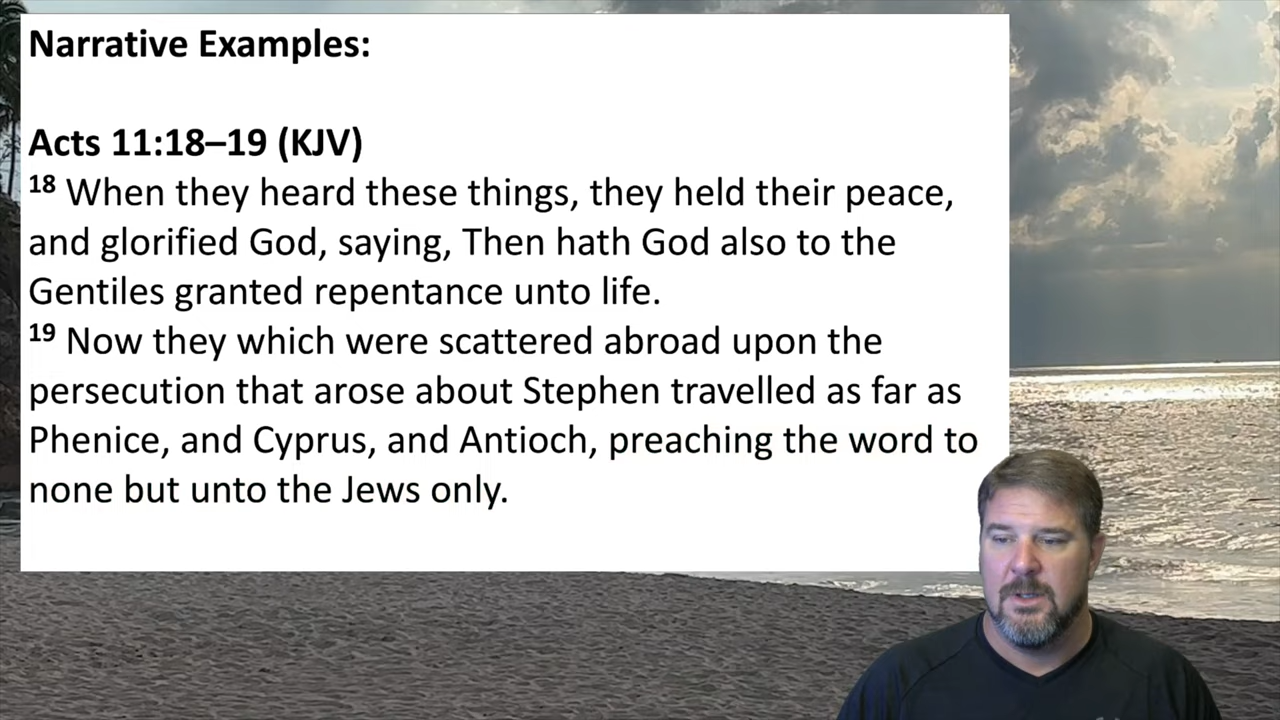 Narrative Examples:
Acts 11:18–19 (KJV)
18 When they heard these things, they held their peace,
and glorified God, saying, Then hath God also to the
Gentiles granted repentance unto life.
19 Now they which were scattered abroad upon the
persecution that arose about Stephen travelled as far as
Phenice, and Cyprus, and Antioch, preaching the word to
none but unto the Jews only.